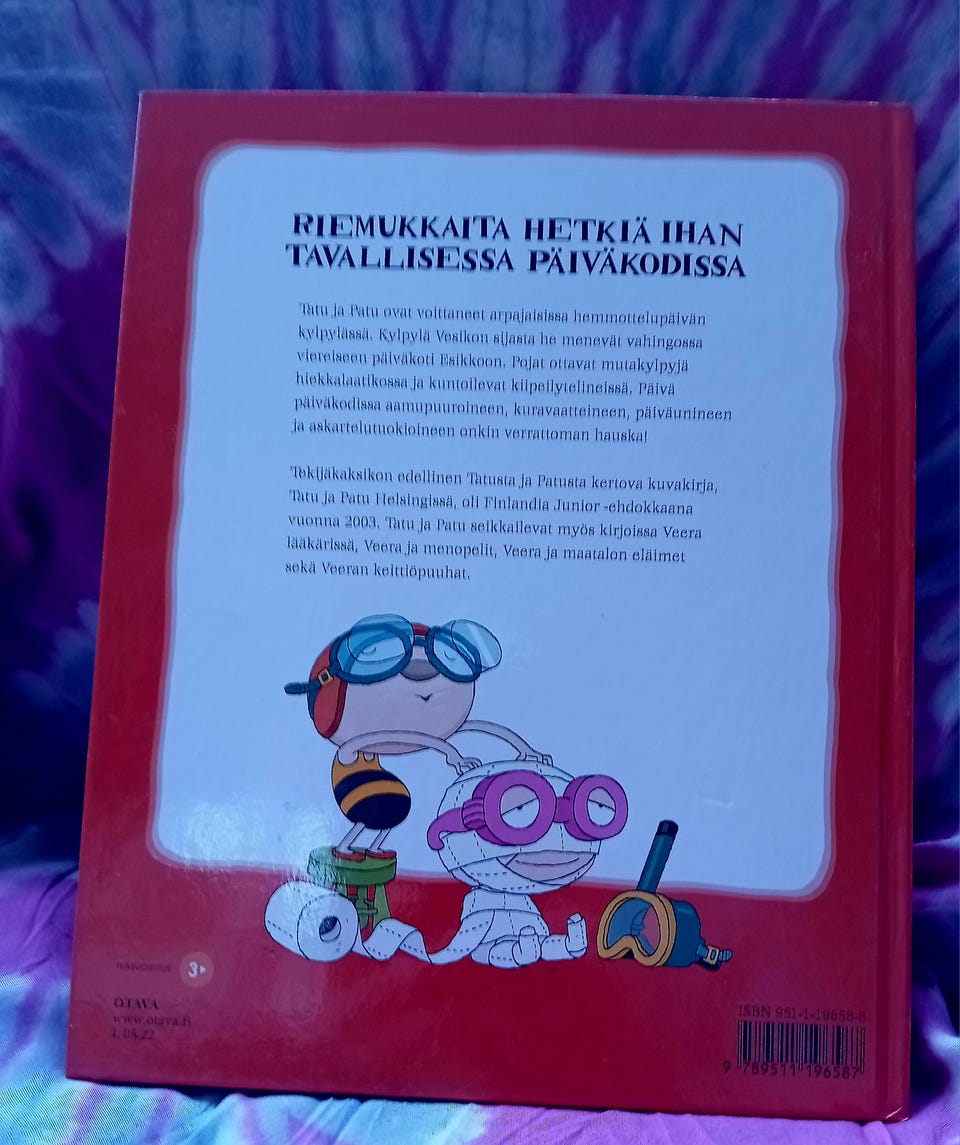 RIEMUKKAITA HETKIÄ IHAN
TAVALLISESSA PÄIVÄKODISSA
Tatu ja Patu ovat voittaneet arpajaisissa hemmottelupäivän
kylpylässä. Kylpylä Vesikon sijasta he menevät vahingossa
viereiseen päiväkoti Esikkoon. Pojat ottavat mutakylpyjä
hiekkalaatikossa ja kuntoilevat kiipeilytelineissä. Päivä
päiväkodissa aamupuuroineen, kuravaatteineen, päiväunineen
ja askartelutuokioineen onkin verrattoman hauska!
Tekijäkaksikon edellinen Tatusta ja Patusta kertova kuvakirja,
Tatu ja Patu Helsingissä, oli Finlandia Junior -ehdokkaana
vuonna 2003. Tatu ja Patu seikkailevat myös kirjoissa Veera
lääkärissä, Veera ja menopelit, Veera ja maatalon eläimet
sekä Veeran keittiöpuuhat.
IKÄSUOSITUS 3+
OTAVA
www.otava.fi
L 85.22
ISBN 951-1-19658-8
9 789511 196587